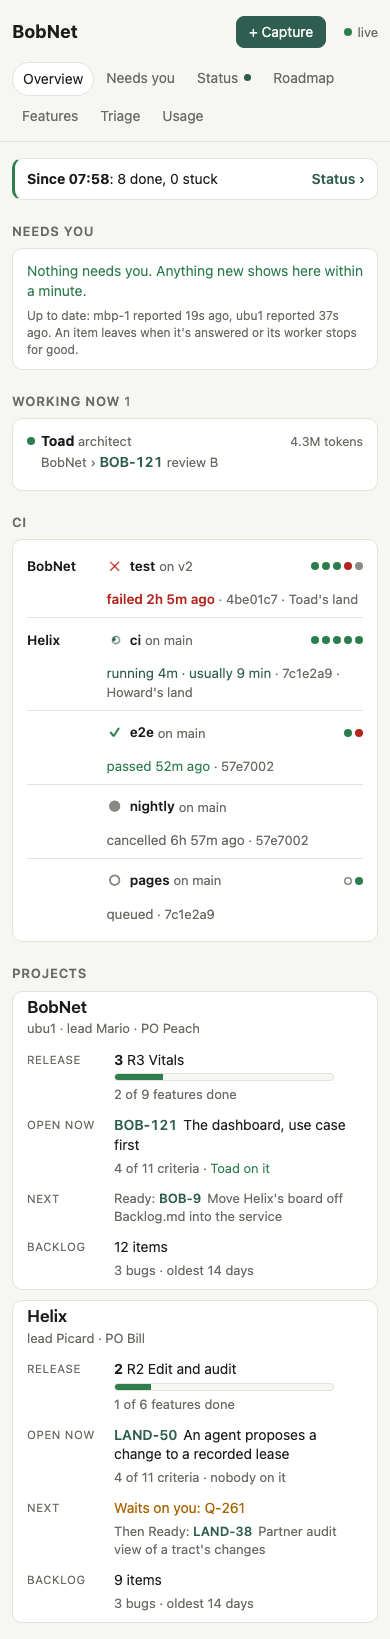 BobNet
+ Capture
live
Overview
Needs you
Status
Roadmap
Features
Triage
Usage
Since 07:58: 8 done, 0 stuck
Status ›
NEEDS YOU
Nothing needs you. Anything new shows here within
a minute.
Up to date: mbp-1 reported 19s ago, ubu1 reported 37s
ago. An item leaves when it's answered or its worker stops
for good.
WORKING NOW 1
Toad architect
4.3M tokens
BobNet › BOB-121 review B
CI
BobNet
test on v2
failed 2h 5m ago · 4be01c7 · Toad's land
Helix
ci on main
running 4m · usually 9 min · 7c1e2a9 ·
Howard's land
e2e on main
passed 52m ago · 57e7002
nightly on main
cancelled 6h 57m ago · 57e7002
pages on main
queued · 7c1e2a9
PROJECTS
BobNet
ubu1 · lead Mario · PO Peach
RELEASE
3 R3 Vitals
2 of 9 features done
OPEN NOW
BOB-121 The dashboard, use case
first
4 of 11 criteria · Toad on it
NEXT
Ready: BOB-9 Move Helix's board off
Backlog.md into the service
BACKLOG
12 items
3 bugs · oldest 14 days
Helix
lead Picard · PO Bill
RELEASE
2 R2 Edit and audit
1 of 6 features done
OPEN NOW
LAND-50 An agent proposes a
change to a recorded lease
4 of 11 criteria · nobody on it
NEXT
Waits on you: Q-261
Then Ready: LAND-38 Partner audit
view of a tract's changes
BACKLOG
9 items
3 bugs · oldest 14 days